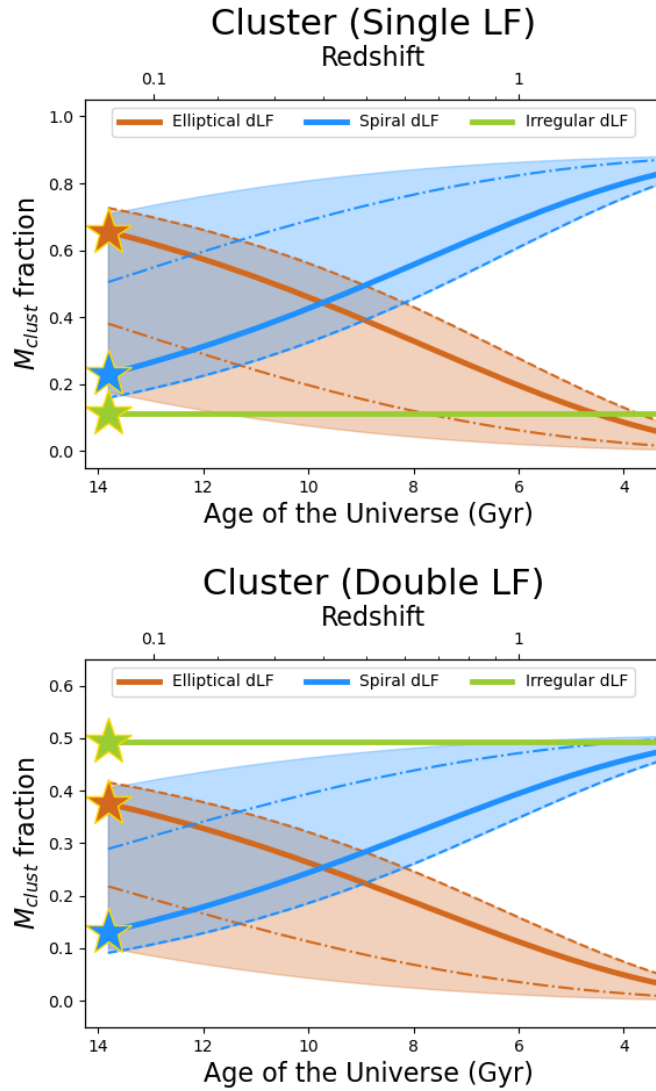 Cluster (Single LF)
Redshift
0.1 1
1.0
Elliptical dLF Spiral dLF Irregular dLF
0.8
0.6
0.4
0.2
0.0
M_clust fraction
14 12 10 8 6 4
Age of the Universe (Gyr)
Cluster (Double LF)
Redshift
0.1 1
Elliptical dLF Spiral dLF Irregular dLF
0.6
0.5
0.4
0.3
0.2
0.1
0.0
M_clust fraction
14 12 10 8 6 4
Age of the Universe (Gyr)